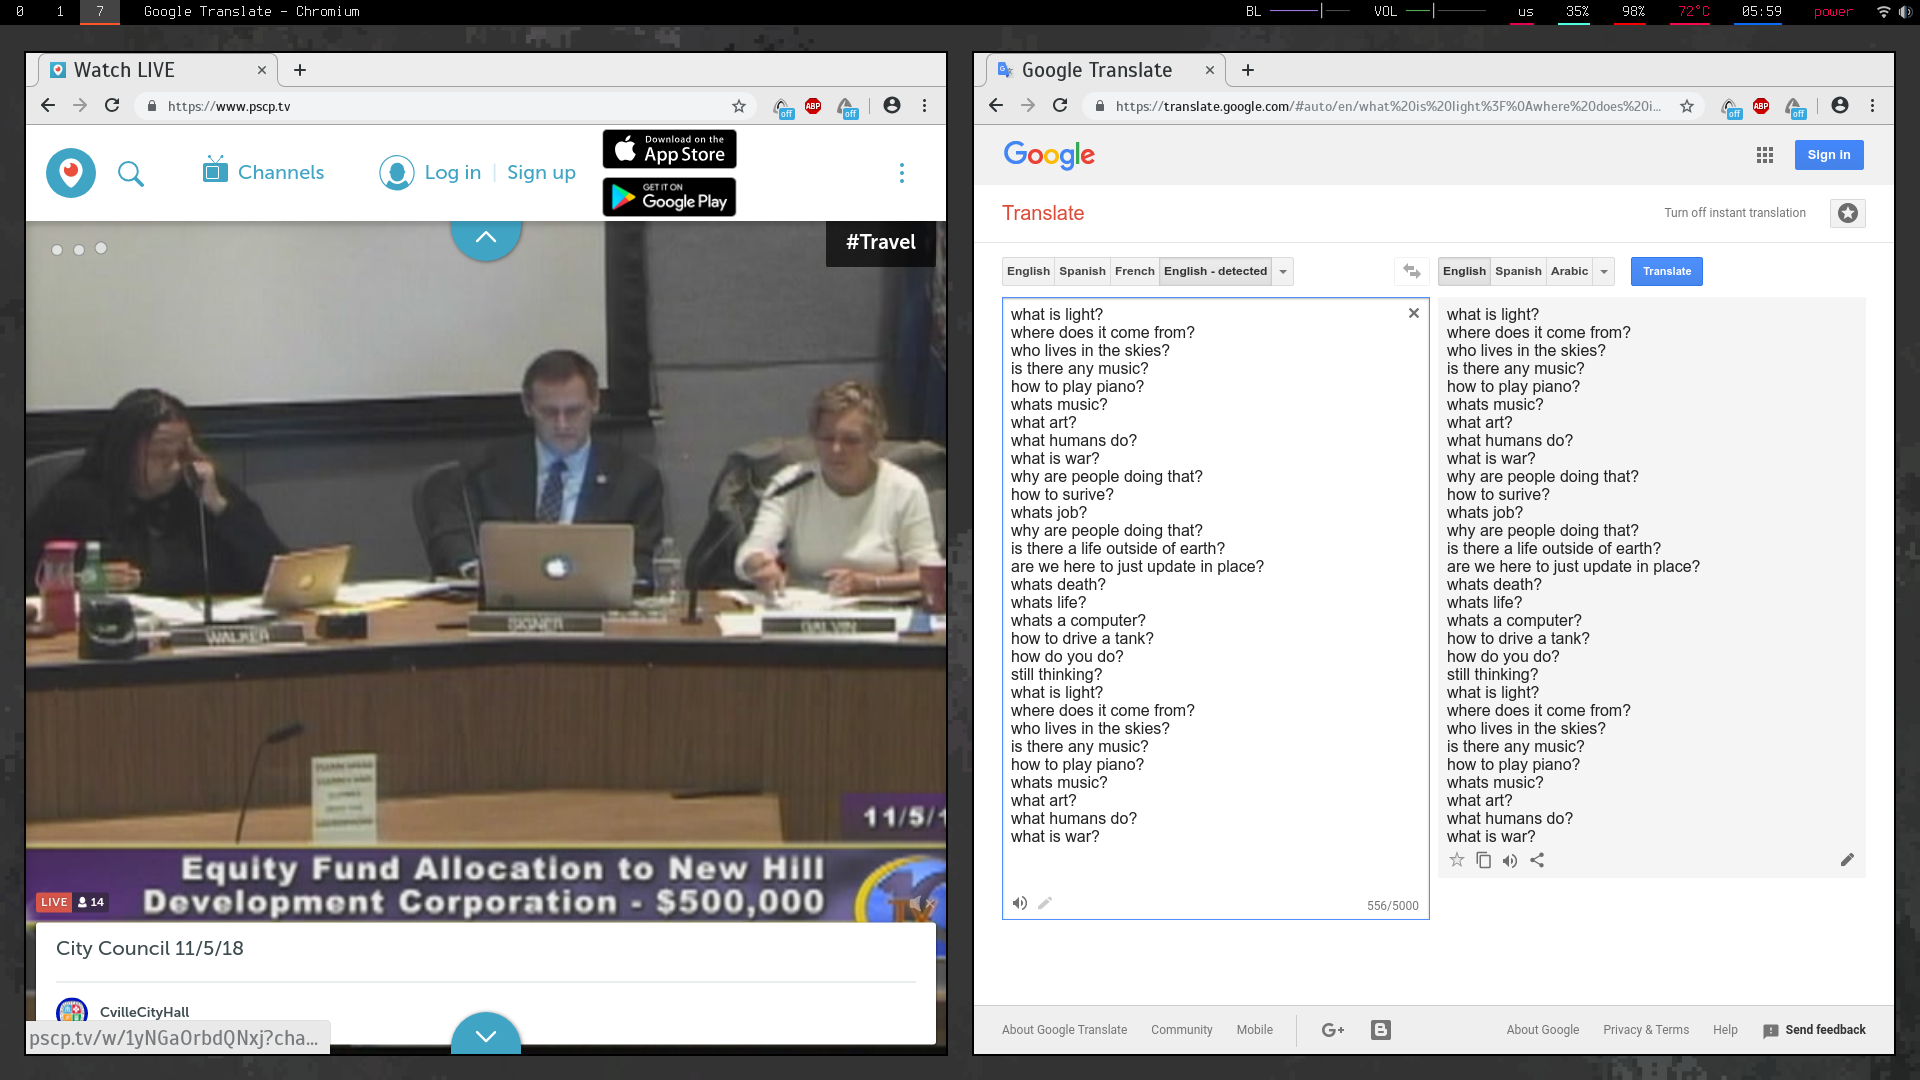 0 1 7 Google Translate - Chromium BL VOL us 35% 98% 72°C 05:59 power
Watch LIVE
https://www.pscp.tv
off ABP off
Channels
Log in | Sign up
Download on the
App Store
GET IT ON
Google Play
#Travel
WALKER
SIGNER
GALVIN
11/5/1
Equity Fund Allocation to New Hill
Development Corporation - $500,000
LIVE 14
City Council 11/5/18
CvilleCityHall
pscp.tv/w/1yNGaOrbdQNxj?cha...
Google Translate
https://translate.google.com/#auto/en/what%20is%20light%3F%0Awhere%20does%20i...
off ABP off
Google
Sign in
Translate
Turn off instant translation
English Spanish French English - detected
English Spanish Arabic
Translate
what is light?
where does it come from?
who lives in the skies?
is there any music?
how to play piano?
whats music?
what art?
what humans do?
what is war?
why are people doing that?
how to surive?
whats job?
why are people doing that?
is there a life outside of earth?
are we here to just update in place?
whats death?
whats life?
whats a computer?
how to drive a tank?
how do you do?
still thinking?
what is light?
where does it come from?
who lives in the skies?
is there any music?
how to play piano?
whats music?
what art?
what humans do?
what is war?
556/5000
what is light?
where does it come from?
who lives in the skies?
is there any music?
how to play piano?
whats music?
what art?
what humans do?
what is war?
why are people doing that?
how to surive?
whats job?
why are people doing that?
is there a life outside of earth?
are we here to just update in place?
whats death?
whats life?
whats a computer?
how to drive a tank?
how do you do?
still thinking?
what is light?
where does it come from?
who lives in the skies?
is there any music?
how to play piano?
whats music?
what art?
what humans do?
what is war?
About Google Translate Community Mobile G+ About Google Privacy & Terms Help Send feedback